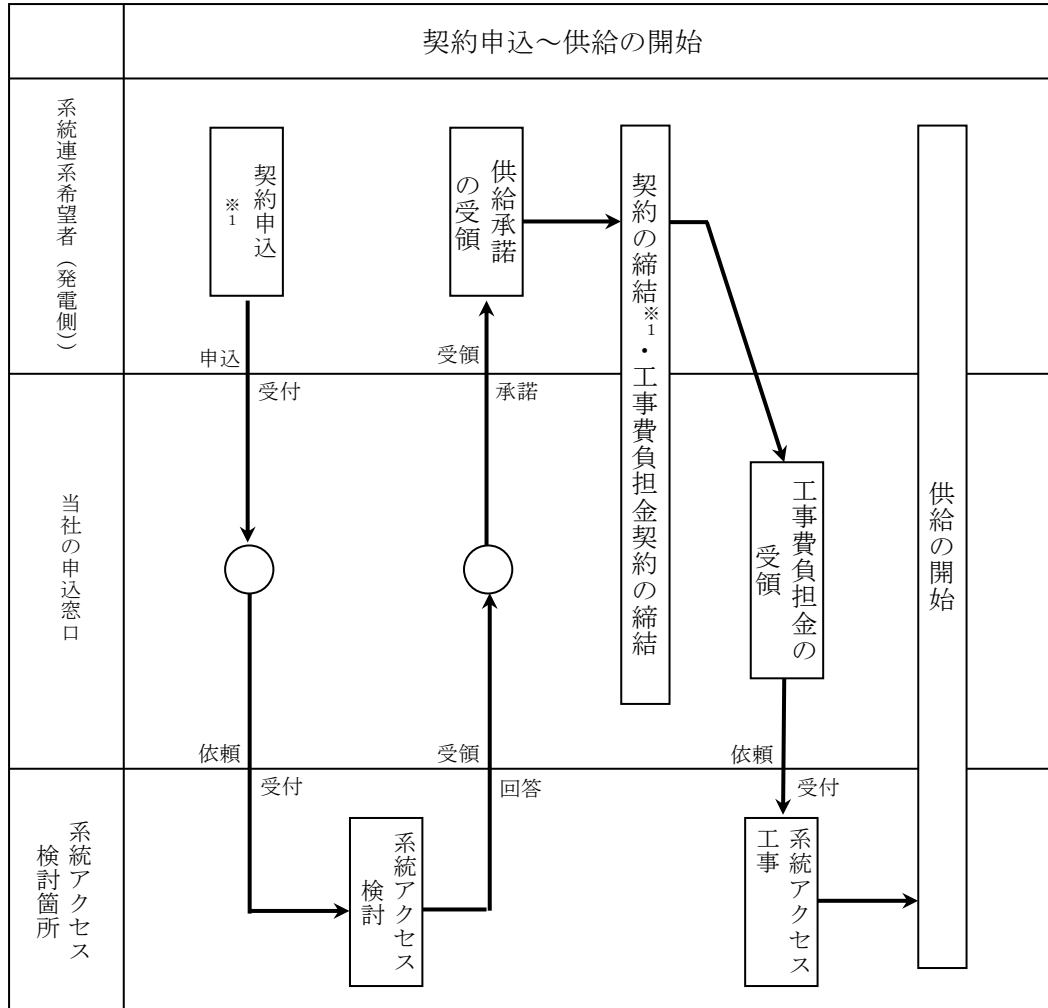 契約申込～供給の開始
系統連系希望者（発電側））
契約申込
※1
供給承諾
の受領
契約の締結※1・工事費負担金契約の締結
申込
受領
受付
承諾
当社の申込窓口
工事費負担金の
受領
供給の開始
依頼
受領
依頼
受付
回答
受付
系統アクセス
検討箇所
系統アクセス
検討
系統アクセス
工事